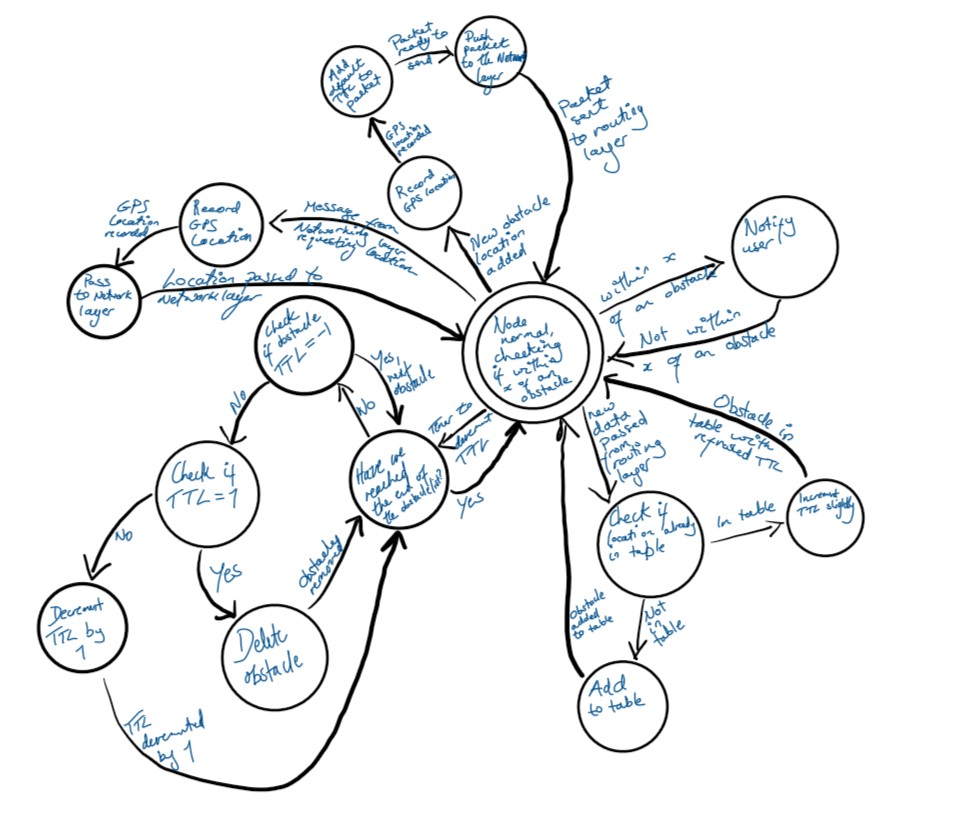 Packet
ready to
send
Push
packet
to the Network
layer
Add
default
TTL to
packet
GPS
location
recorded
Packet
sent
to routing
layer
Record
GPS location
New obstacle
location
added
GPS
Location
recorded
Record
GPS
Location
Message from
Networking layer
requesting location
Pass
to Network
layer
Location passed to
Network layer
Notify
user
within x
of an obstacle
Not within
x of an obstacle
Node
normal,
checking
if within
x of an
obstacle
Check
if obstacle
TTL=-1
Yes,
next
obstacle
No
No
Timer to
decrement
TTL
Have we
reached
the end of
the obstacle list?
Yes
Check if
TTL=1
No
Yes
Obstacle
removed
Decrement
TTL by
1
Delete
obstacle
TTL
decremented
by 1
New
data
passed
from
routing
layer
Check if
location already
in table
In table
Increment
TTL slightly
Obstacle in
table with
TTL
Not
in
table
Obstacle
added
to table
Add
to table